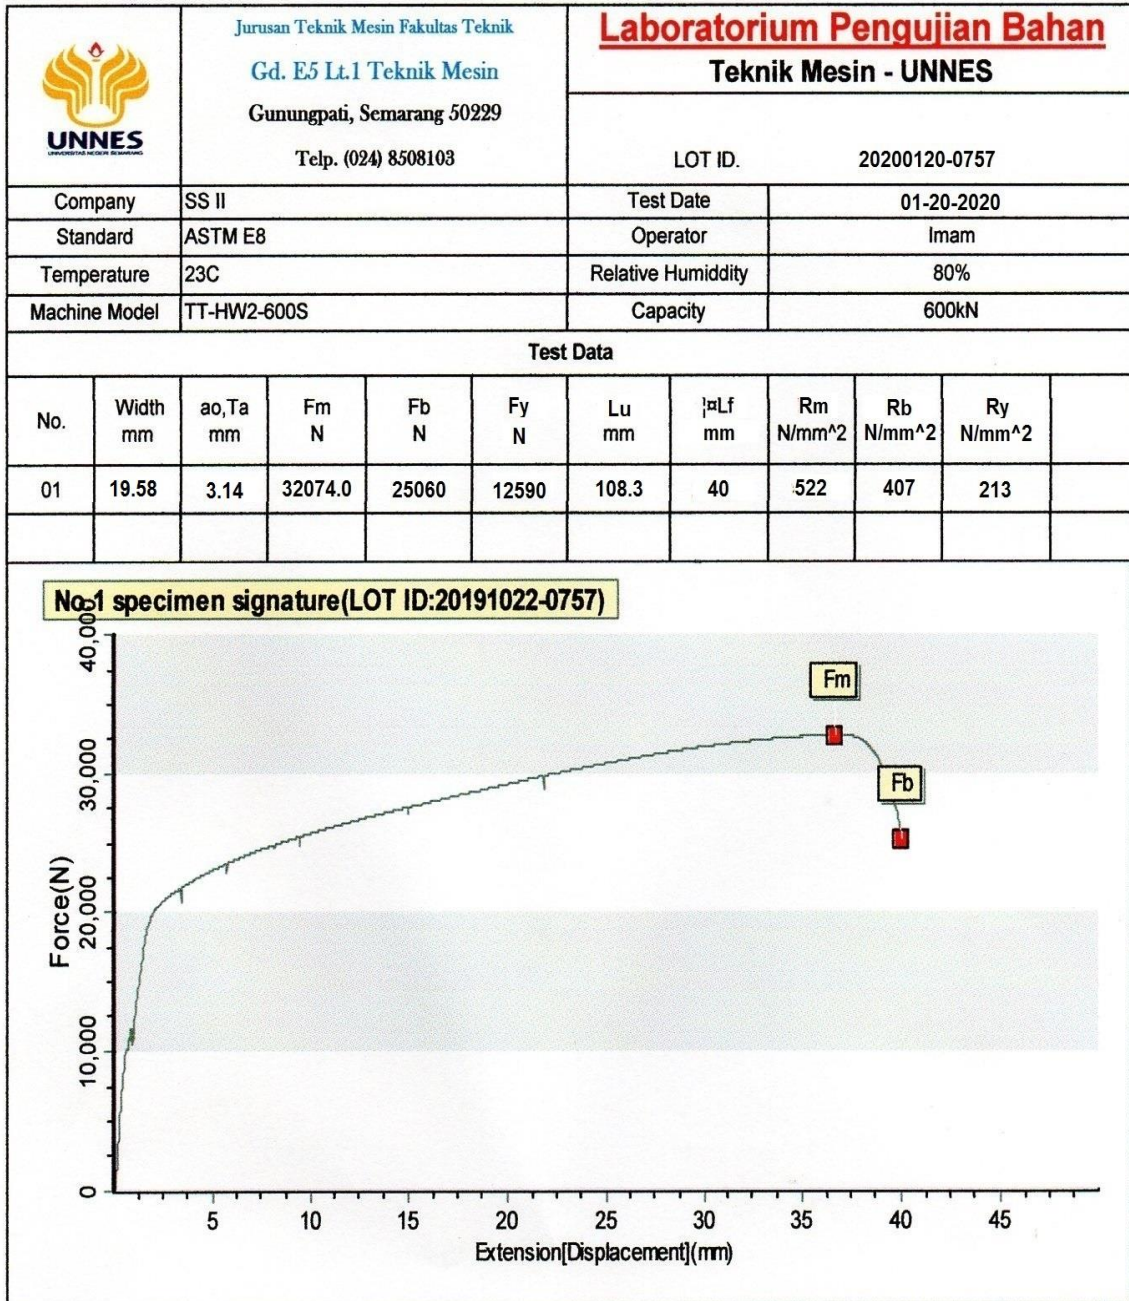 UNNES
UNIVERSITAS NEGERI SEMARANG
Jurusan Teknik Mesin Fakultas Teknik
Gd. E5 Lt.1 Teknik Mesin
Gunungpati, Semarang 50229
Telp. (024) 8508103
Laboratorium Pengujian Bahan
Teknik Mesin - UNNES
LOT ID. 20200120-0757
Company SS II Test Date 01-20-2020
Standard ASTM E8 Operator Imam
Temperature 23C Relative Humiddity 80%
Machine Model TT-HW2-600S Capacity 600kN
Test Data
No. Width mm ao,Ta mm Fm N Fb N Fy N Lu mm ¦¤Lf mm Rm N/mm^2 Rb N/mm^2 Ry N/mm^2
01 19.58 3.14 32074.0 25060 12590 108.3 40 522 407 213
No.1 specimen signature(LOT ID:20191022-0757)
40,000
30,000
20,000
10,000
0
Force(N)
Fm
Fb
5 10 15 20 25 30 35 40 45
Extension[Displacement](mm)